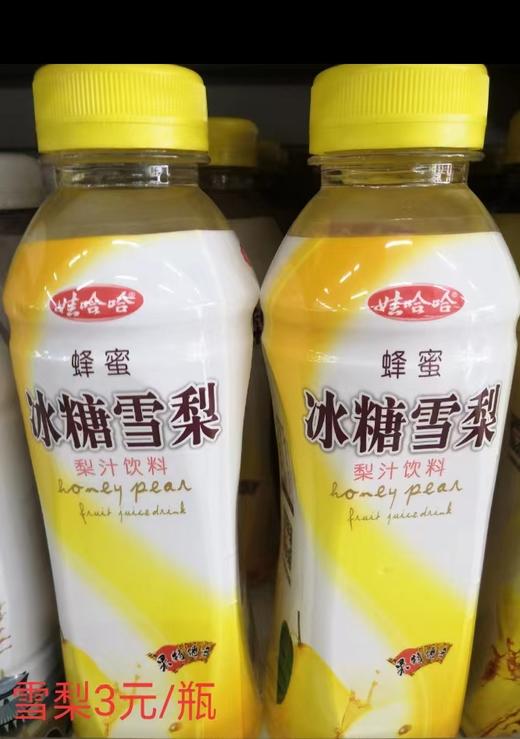 娃哈哈
蜂蜜
冰糖雪梨
梨汁饮料
honey pear
fruit juice drink
娃哈哈
蜂蜜
冰糖雪梨
梨汁饮料
honey pear
fruit juice drink
雪梨3元/瓶